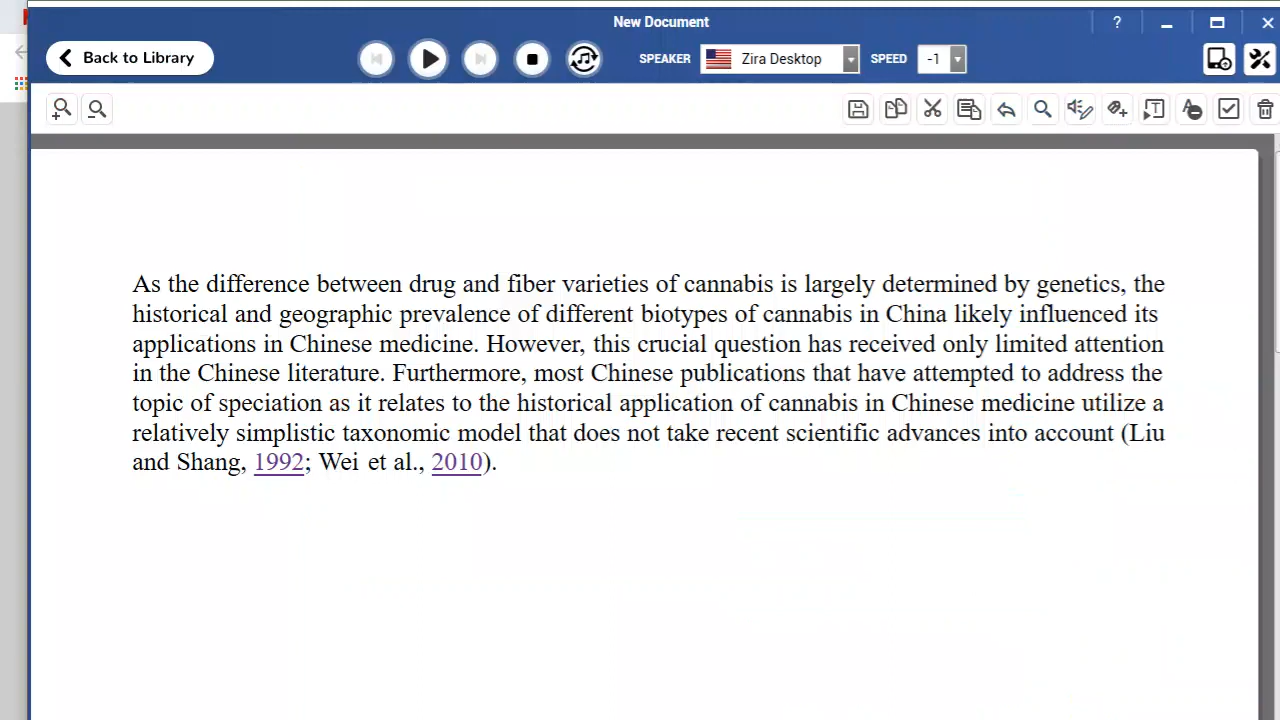 New Document
?
Back to Library
SPEAKER
Zira Desktop
SPEED
-1
As the difference between drug and fiber varieties of cannabis is largely determined by genetics, the
historical and geographic prevalence of different biotypes of cannabis in China likely influenced its
applications in Chinese medicine. However, this crucial question has received only limited attention
in the Chinese literature. Furthermore, most Chinese publications that have attempted to address the
topic of speciation as it relates to the historical application of cannabis in Chinese medicine utilize a
relatively simplistic taxonomic model that does not take recent scientific advances into account (Liu
and Shang, 1992; Wei et al., 2010).